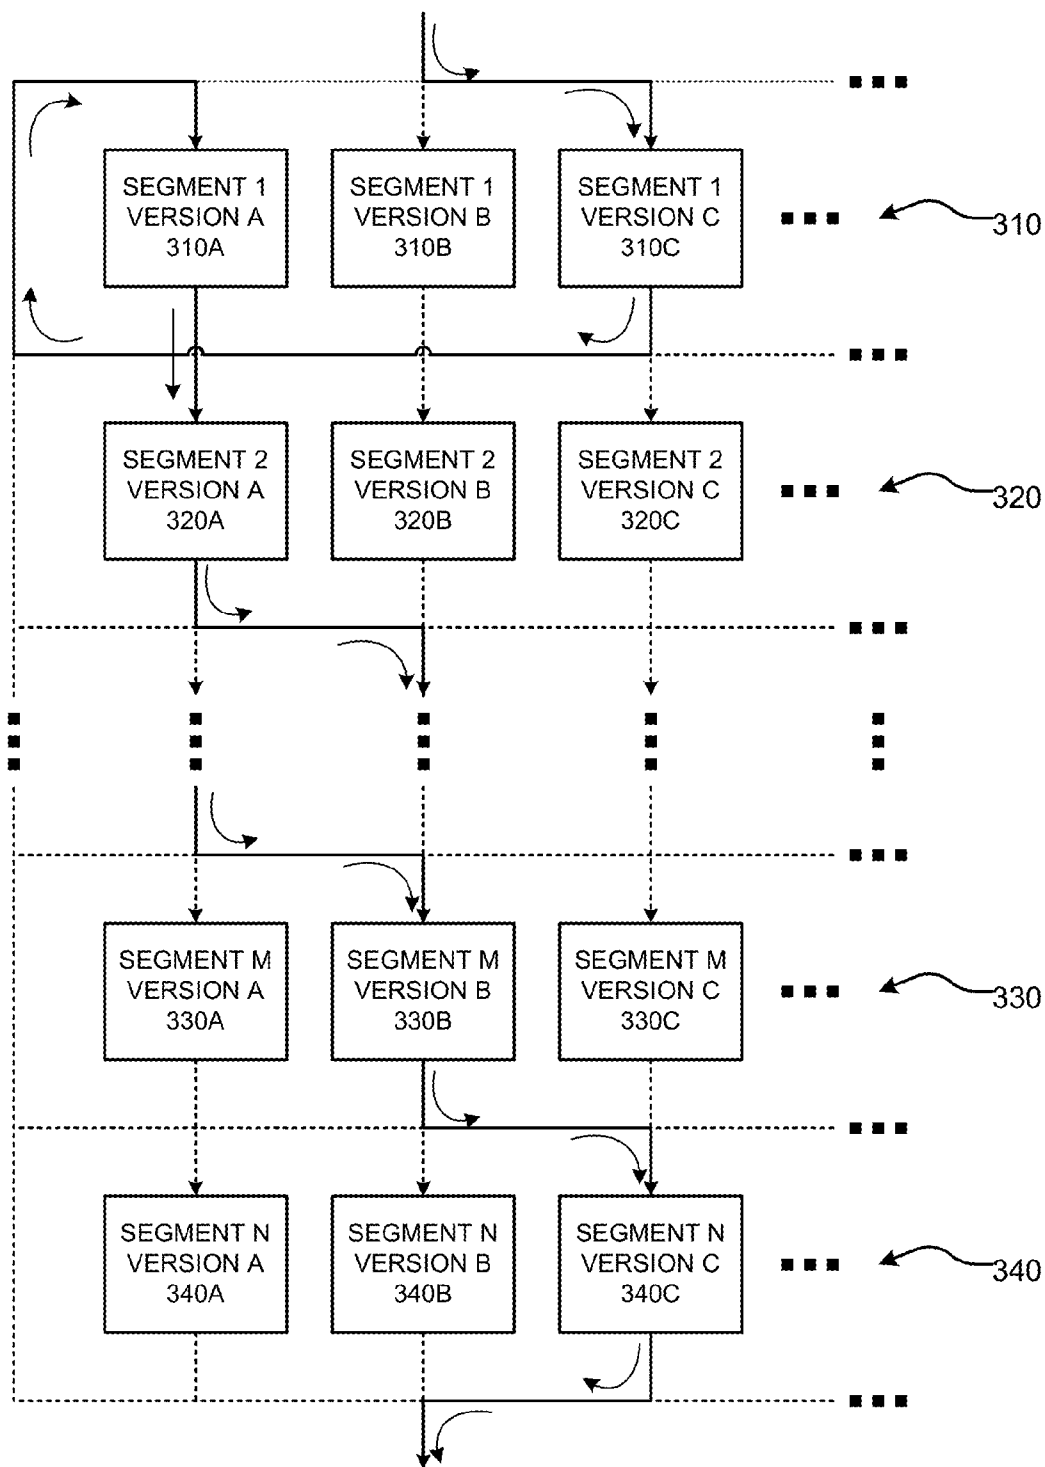 SEGMENT 1
VERSION A
310A
SEGMENT 1
VERSION B
310B
SEGMENT 1
VERSION C
310C
310
SEGMENT 2
VERSION A
320A
SEGMENT 2
VERSION B
320B
SEGMENT 2
VERSION C
320C
320
SEGMENT M
VERSION A
330A
SEGMENT M
VERSION B
330B
SEGMENT M
VERSION C
330C
330
SEGMENT N
VERSION A
340A
SEGMENT N
VERSION B
340B
SEGMENT N
VERSION C
340C
340